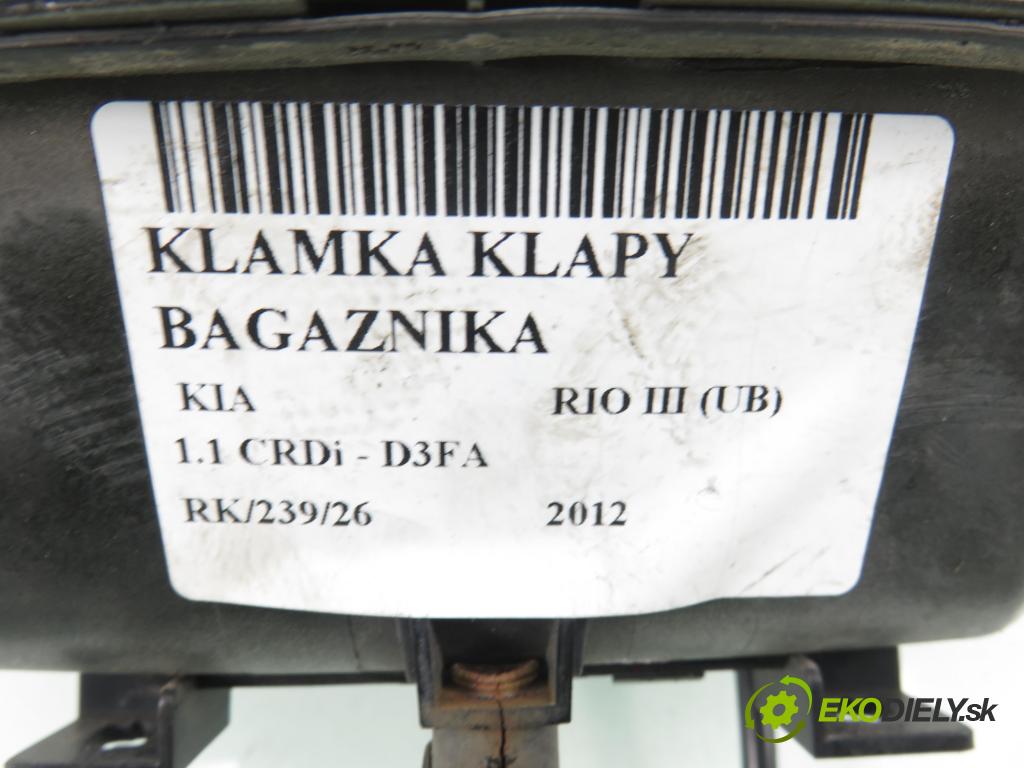 KLAMKA KLAPY
BAGAZNIKA
KIA RIO III (UB)
1.1 CRDi - D3FA
RK/239/26 2012
EKODIELY.sk